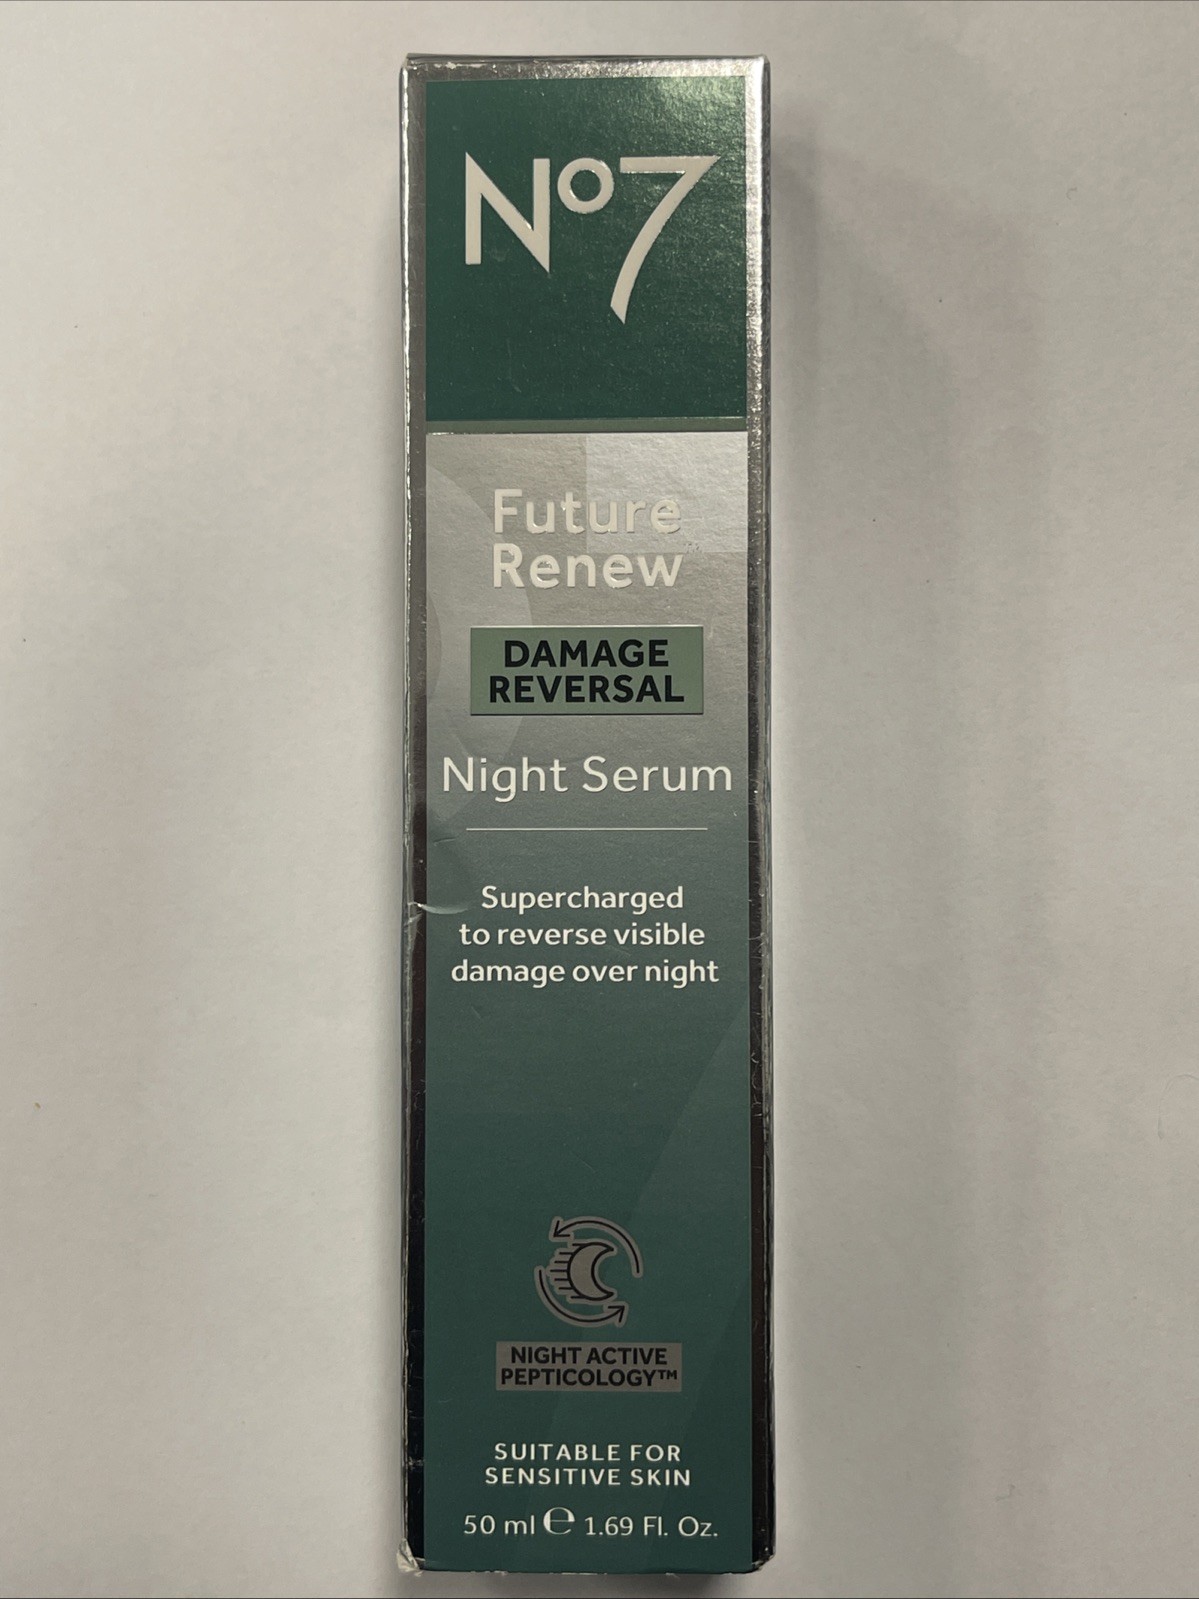 Nº7
Future
Renew™
DAMAGE
REVERSAL
Night Serum
Supercharged
to reverse visible
damage over night
NIGHT ACTIVE
PEPTICOLOGY™
SUITABLE FOR
SENSITIVE SKIN
50 ml ℮ 1.69 Fl. Oz.